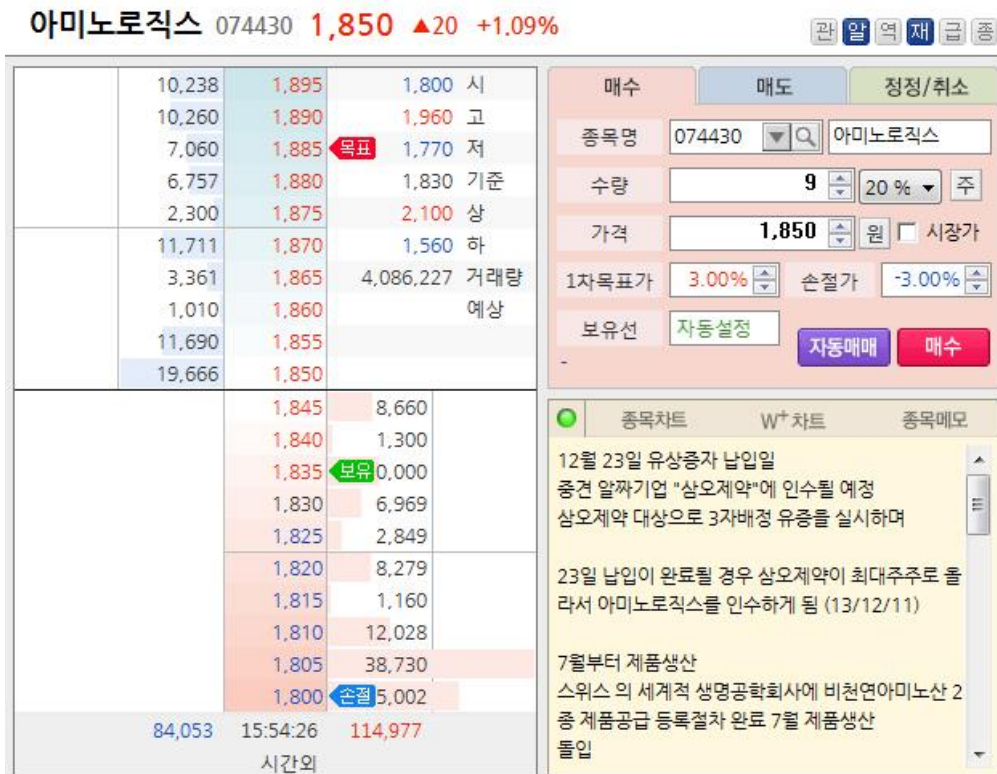 아미노로직스 074430 1,850 ▲20 +1.09% 관 알 역 재 급 종
10,238 1,895 1,800 시
10,260 1,890 1,960 고
7,060 1,885 목표 1,770 저
6,757 1,880 1,830 기준
2,300 1,875 2,100 상
11,711 1,870 1,560 하
3,361 1,865 4,086,227 거래량
1,010 1,860 예상
11,690 1,855
19,666 1,850
1,845 8,660
1,840 1,300
1,835 보유 0,000
1,830 6,969
1,825 2,849
1,820 8,279
1,815 1,160
1,810 12,028
1,805 38,730
1,800 손절 5,002
84,053 15:54:26 114,977
시간외
매수 매도 정정/취소
종목명 074430 아미노로직스
수량 9 20 % 주
가격 1,850 원 시장가
1차목표가 3.00% 손절가 -3.00%
보유선 자동설정 자동매매 매수
-
종목차트 W+차트 종목메모
12월 23일 유상증자 납입일
중견 알짜기업 "삼오제약"에 인수될 예정
삼오제약 대상으로 3자배정 유증을 실시하며
23일 납입이 완료될 경우 삼오제약이 최대주주로 올
라서 아미노로직스를 인수하게 됨 (13/12/11)
7월부터 제품생산
스위스 의 세계적 생명공학회사에 비천연아미노산 2
종 제품공급 등록절차 완료 7월 제품생산
돌입